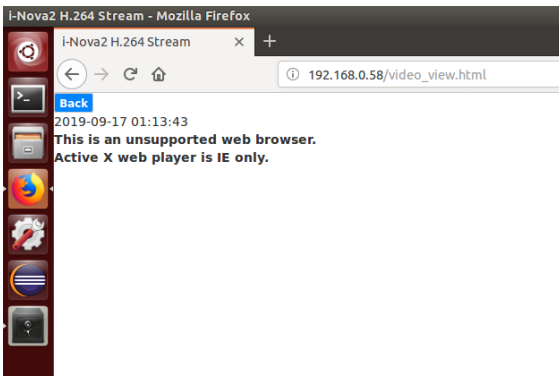 i-Nova2 H.264 Stream - Mozilla Firefox
i-Nova2 H.264 Stream
192.168.0.58/video_view.html
Back
2019-09-17 01:13:43
This is an unsupported web browser.
Active X web player is IE only.